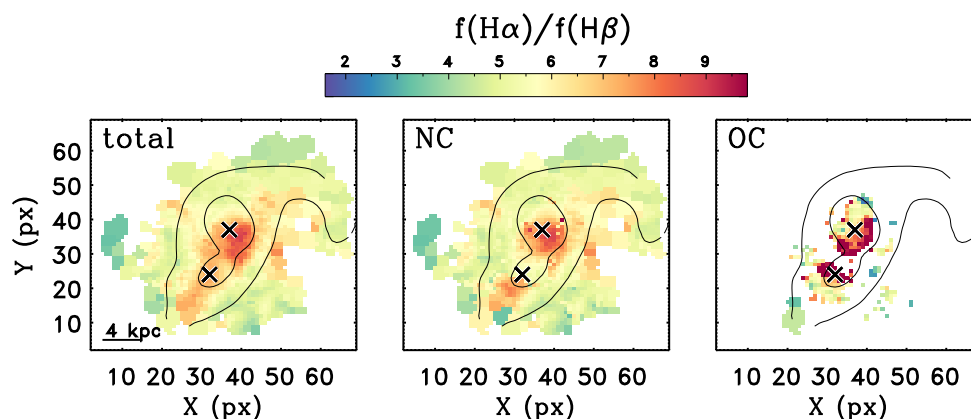 f(Hα)/f(Hβ)
2 3 4 5 6 7 8 9
total NC OC
60
50
40
30
20
10
Y (px)
4 kpc
10 20 30 40 50 60 10 20 30 40 50 60 10 20 30 40 50 60
X (px) X (px) X (px)